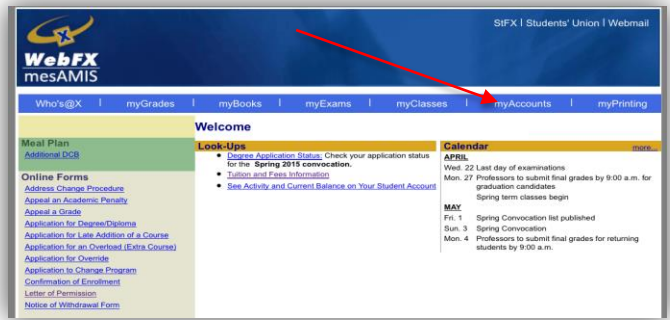 StFX | Students' Union | Webmail
WebFX
mesAMIS
Who's@X | myGrades | myBooks | myExams | myClasses | myAccounts | myPrinting
Welcome
Meal Plan
Additional DCB
Online Forms
Address Change Procedure
Appeal an Academic Penalty
Appeal a Grade
Application for Degree/Diploma
Application for Late Addition of a Course
Application for an Overload (Extra Course)
Application for Override
Application to Change Program
Confirmation of Enrollment
Letter of Permission
Notice of Withdrawal Form
Look-Ups
Degree Application Status: Check your application status
for the Spring 2015 convocation.
Tuition and Fees Information
See Activity and Current Balance on Your Student Account
Calendar more...
APRIL
Wed. 22 Last day of examinations
Mon. 27 Professors to submit final grades by 9:00 a.m. for
graduation candidates
Spring term classes begin
MAY
Fri. 1 Spring Convocation list published
Sun. 3 Spring Convocation
Mon. 4 Professors to submit final grades for returning
students by 9:00 a.m.